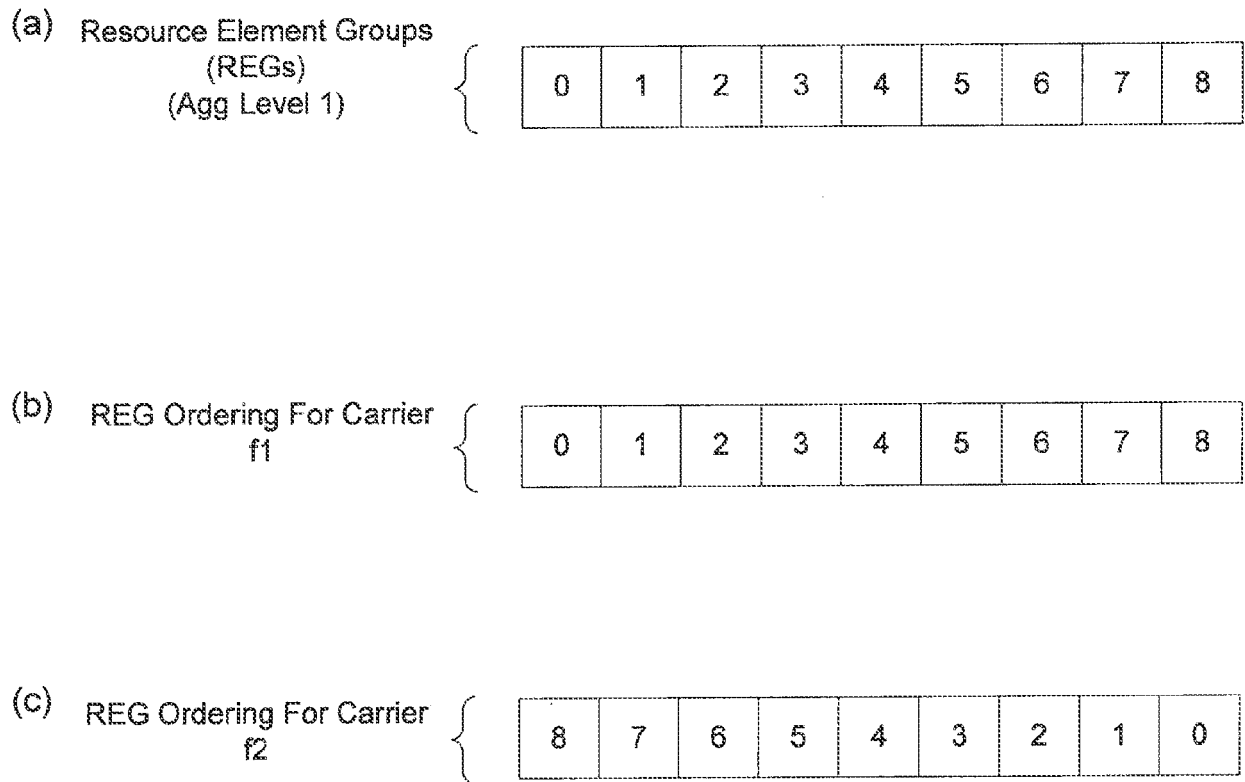 (a) Resource Element Groups
(REGs)
(Agg Level 1)
0 1 2 3 4 5 6 7 8
(b) REG Ordering For Carrier
f1
0 1 2 3 4 5 6 7 8
(c) REG Ordering For Carrier
f2
8 7 6 5 4 3 2 1 0